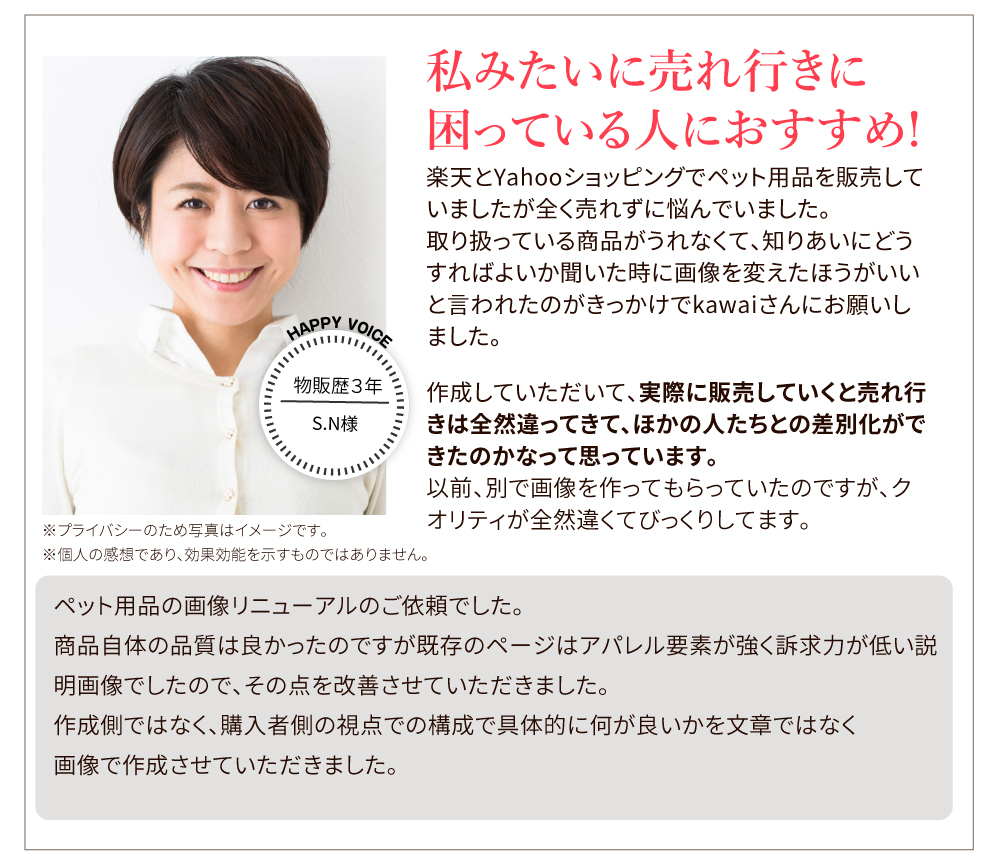 私みたいに売れ行きに
困っている人におすすめ!
楽天とYahooショッピングでペット用品を販売して
いましたが全く売れずに悩んでいました。
取り扱っている商品がうれなくて、知りあいにどう
すればよいか聞いた時に画像を変えたほうがいい
と言われたのがきっかけでkawaiさんにお願いし
ました。
作成していただいて、実際に販売していくと売れ行
きは全然違ってきて、ほかの人たちとの差別化がで
きたのかなって思っています。
以前、別で画像を作ってもらっていたのですが、ク
オリティが全然違くてびっくりしてます。
HAPPY VOICE
物販歴３年
S.N様
※プライバシーのため写真はイメージです。
※個人の感想であり、効果効能を示すものではありません。
ペット用品の画像リニューアルのご依頼でした。
商品自体の品質は良かったのですが既存のページはアパレル要素が強く訴求力が低い説
明画像でしたので、その点を改善させていただきました。
作成側ではなく、購入者側の視点での構成で具体的に何が良いかを文章ではなく
画像で作成させていただきました。